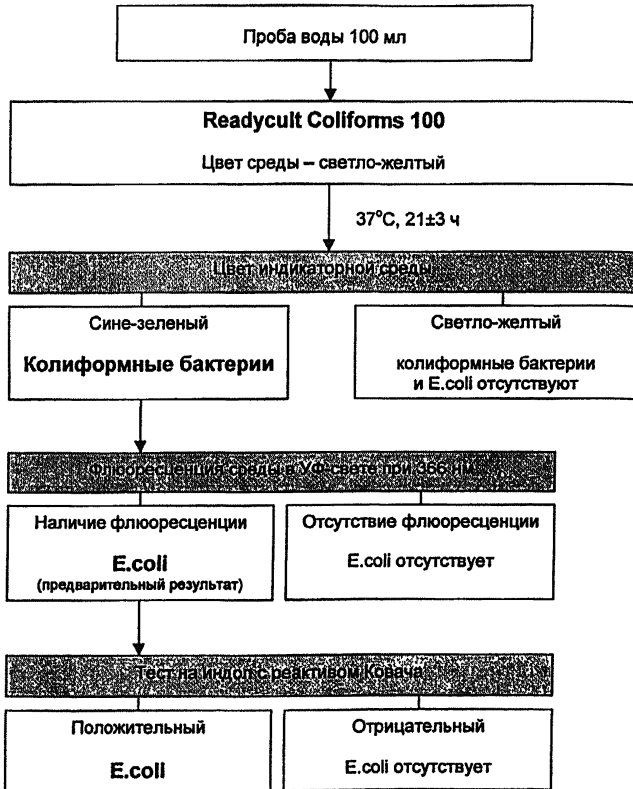 Проба воды 100 мл
Readycult Coliforms 100
Цвет среды – светло-желтый
37°C, 21±3 ч
Цвет индикаторной среды
Сине-зеленый
Колиформные бактерии
Светло-желтый
колиформные бактерии
и E.coli отсутствуют
Флюоресценция среды в УФ-свете при 366 нм
Наличие флюоресценции
E.coli
(предварительный результат)
Отсутствие флюоресценции
E.coli отсутствует
Тест на индол с реактивом Ковача
Положительный
E.coli
Отрицательный
E.coli отсутствует